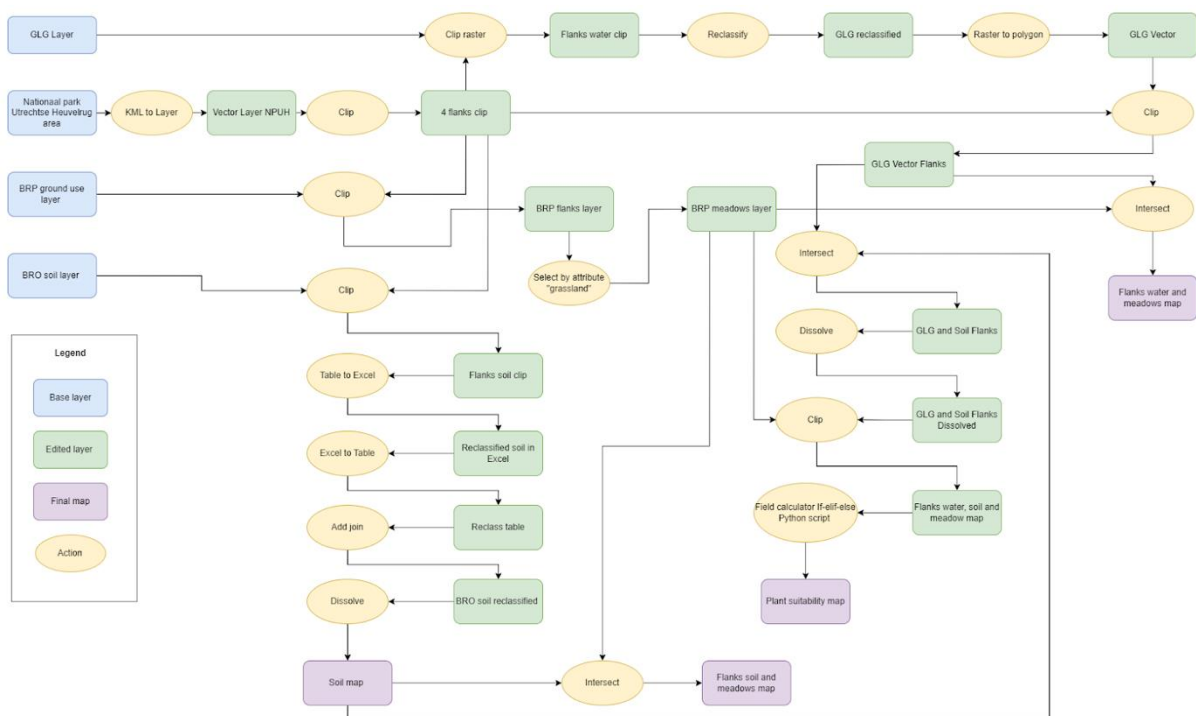 GLG Layer
Clip raster
Flanks water clip
Reclassify
GLG reclassified
Raster to polygon
GLG Vector
Nationaal park
Utrechtse Heuvelrug
area
KML to Layer
Vector Layer NPUH
Clip
4 flanks clip
Clip
GLG Vector Flanks
BRP ground use
layer
Clip
BRP flanks layer
BRP meadows layer
Intersect
BRO soil layer
Clip
Select by attribute
"grassland"
Intersect
Flanks water and
meadows map
Legend
Base layer
Edited layer
Final map
Action
Dissolve
GLG and Soil Flanks
Table to Excel
Flanks soil clip
Clip
GLG and Soil Flanks
Dissolved
Excel to Table
Reclassified soil in
Excel
Field calculator If-elif-else
Python script
Flanks water, soil and
meadow map
Add join
Reclass table
Dissolve
BRO soil reclassified
Plant suitability map
Soil map
Intersect
Flanks soil and
meadows map